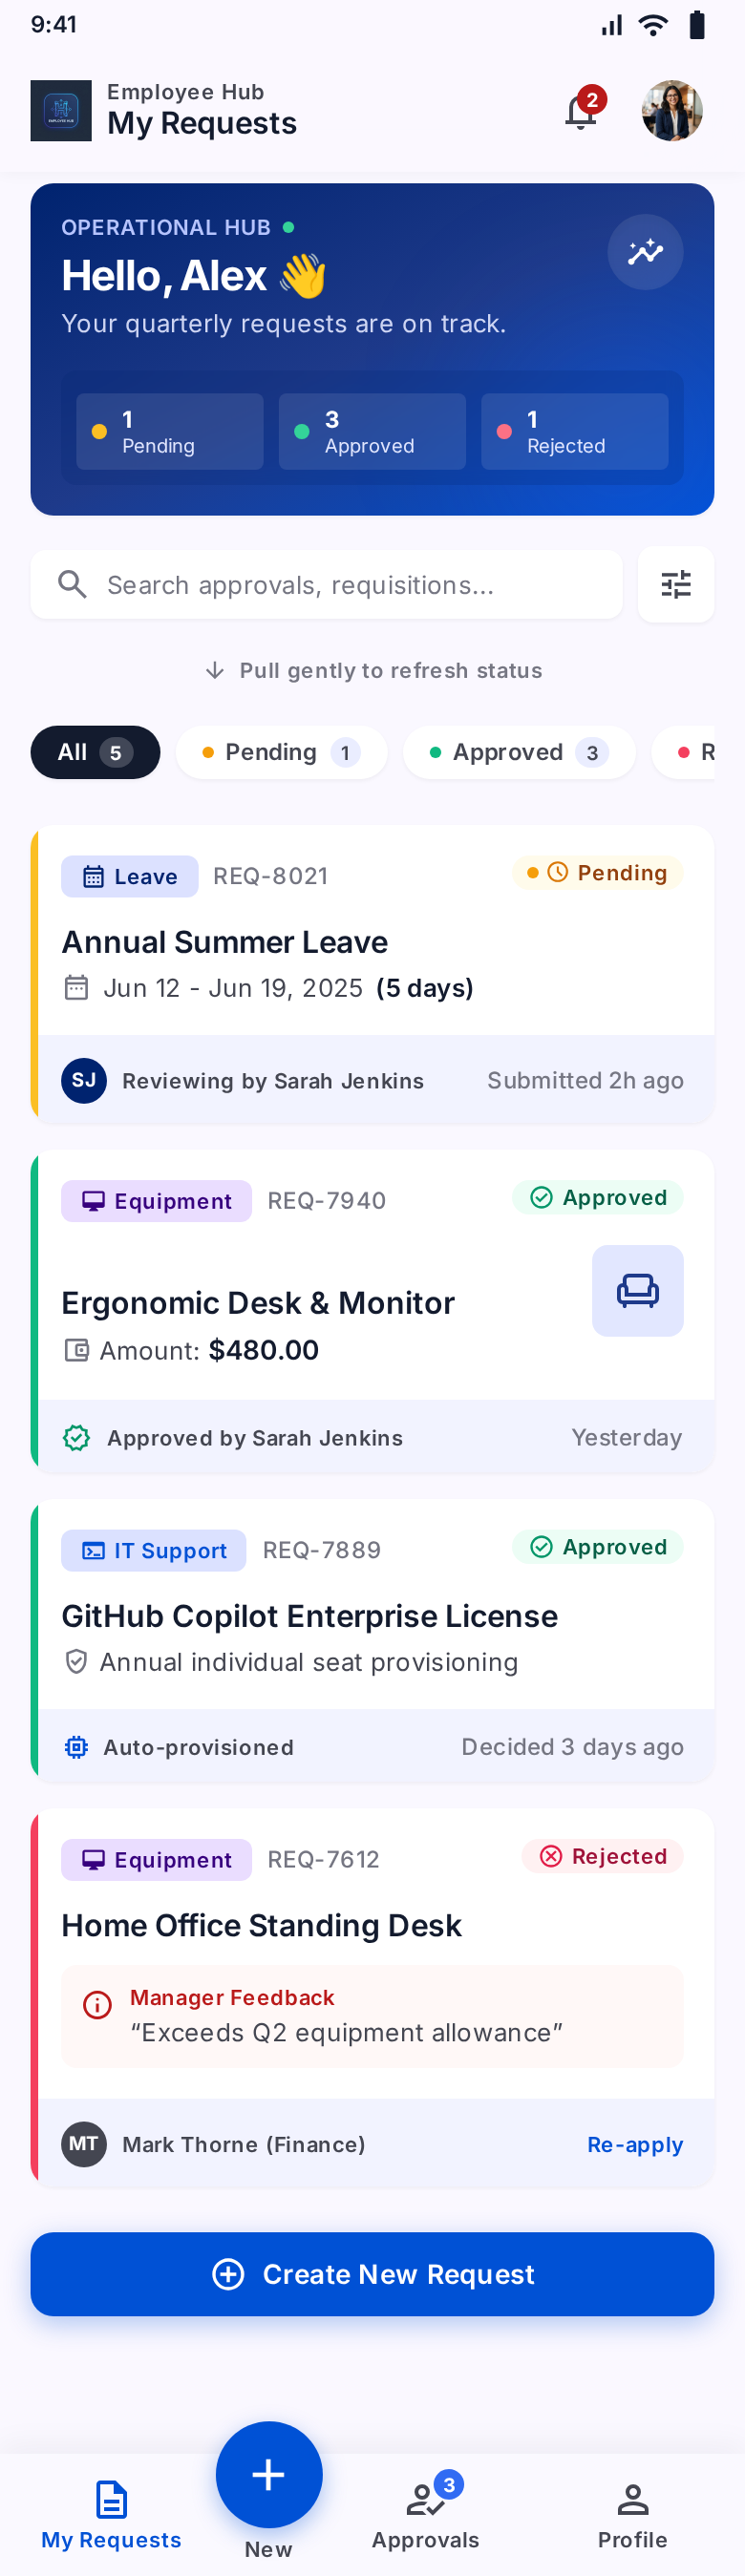 9:41
EMPLOYEE HUB
Employee Hub
My Requests
2
OPERATIONAL HUB
Hello, Alex 👋
Your quarterly requests are on track.
1
Pending
3
Approved
1
Rejected
Search approvals, requisitions...
Pull gently to refresh status
All 5
Pending 1
Approved 3
R
Leave REQ-8021 Pending
Annual Summer Leave
Jun 12 - Jun 19, 2025 (5 days)
SJ Reviewing by Sarah Jenkins Submitted 2h ago
Equipment REQ-7940 Approved
Ergonomic Desk & Monitor
Amount: $480.00
Approved by Sarah Jenkins Yesterday
IT Support REQ-7889 Approved
GitHub Copilot Enterprise License
Annual individual seat provisioning
Auto-provisioned Decided 3 days ago
Equipment REQ-7612 Rejected
Home Office Standing Desk
Manager Feedback
“Exceeds Q2 equipment allowance”
MT Mark Thorne (Finance) Re-apply
Create New Request
My Requests
New
3
Approvals
Profile